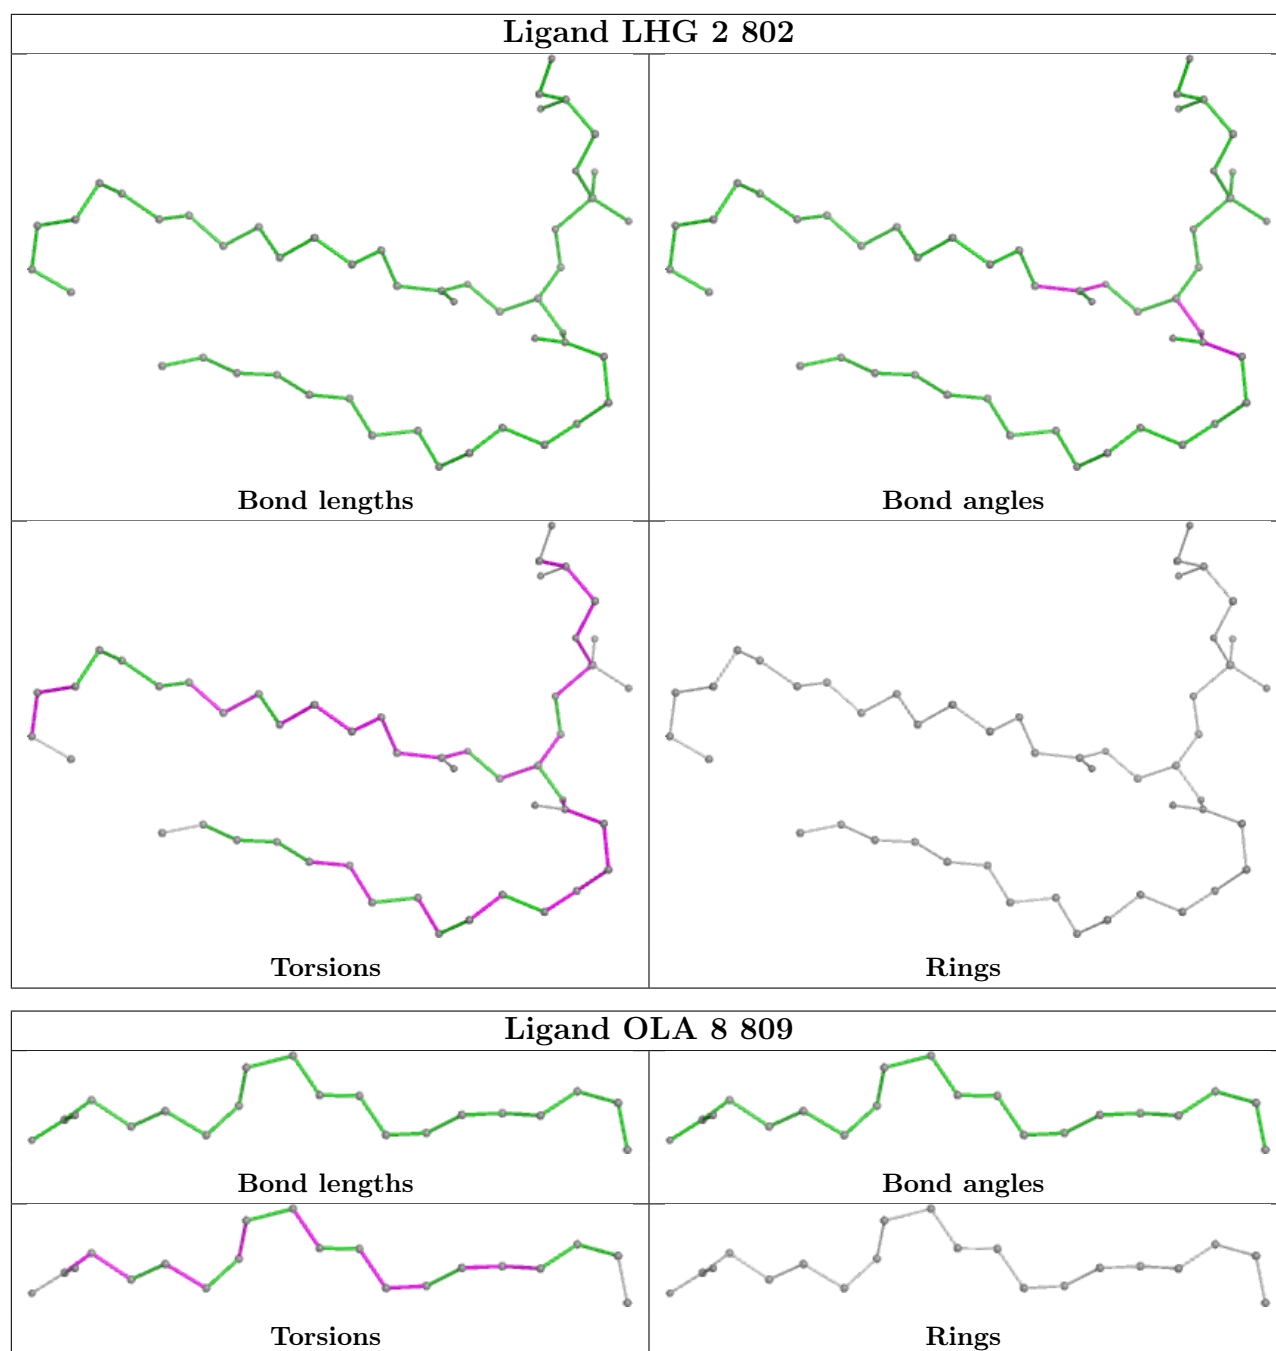 Ligand LHG 2 802
Bond lengths
Bond angles
Torsions
Rings
Ligand OLA 8 809
Bond lengths
Bond angles
Torsions
Rings